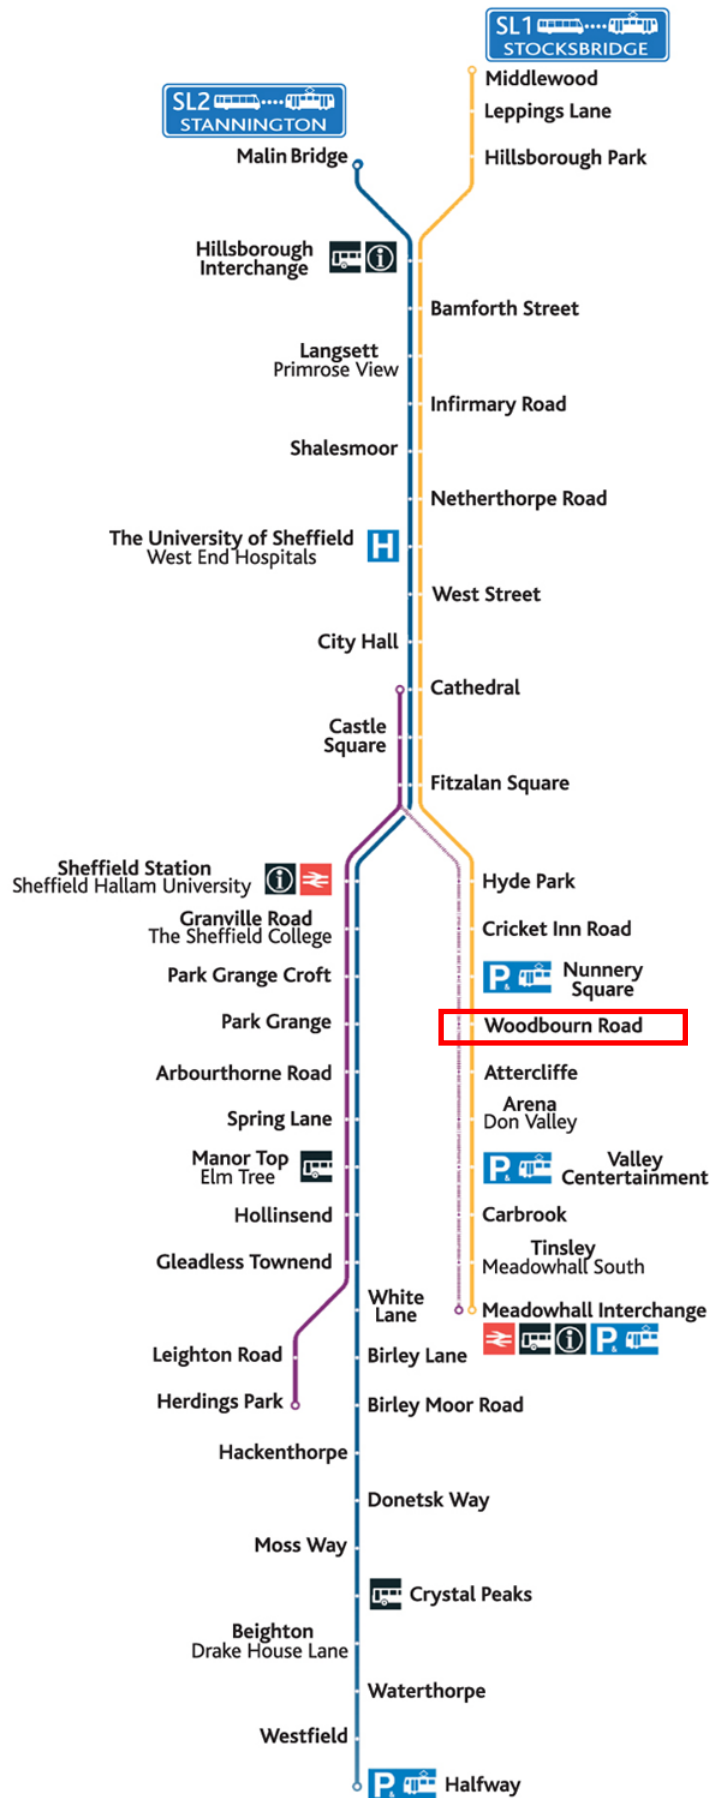 SL1
STOCKSBRIDGE
Middlewood
SL2
STANNINGTON
Leppings Lane
Malin Bridge
Hillsborough Park
Hillsborough
Interchange
i
Bamforth Street
Langsett
Primrose View
Infirmary Road
Shalesmoor
Netherthorpe Road
The University of Sheffield
West End Hospitals
H
West Street
City Hall
Cathedral
Castle
Square
Fitzalan Square
Sheffield Station
Sheffield Hallam University
i
Hyde Park
Granville Road
The Sheffield College
Cricket Inn Road
Park Grange Croft
P&
Nunnery
Square
Park Grange
Woodbourn Road
Arbourthorne Road
Attercliffe
Spring Lane
Arena
Don Valley
Manor Top
Elm Tree
P&
Valley
Centertainment
Hollinsend
Carbrook
Gleadless Townend
Tinsley
Meadowhall South
White
Lane
Meadowhall Interchange
i
P&
Leighton Road
Birley Lane
Herdings Park
Birley Moor Road
Hackenthorpe
Donetsk Way
Moss Way
Crystal Peaks
Beighton
Drake House Lane
Waterthorpe
Westfield
P&
Halfway